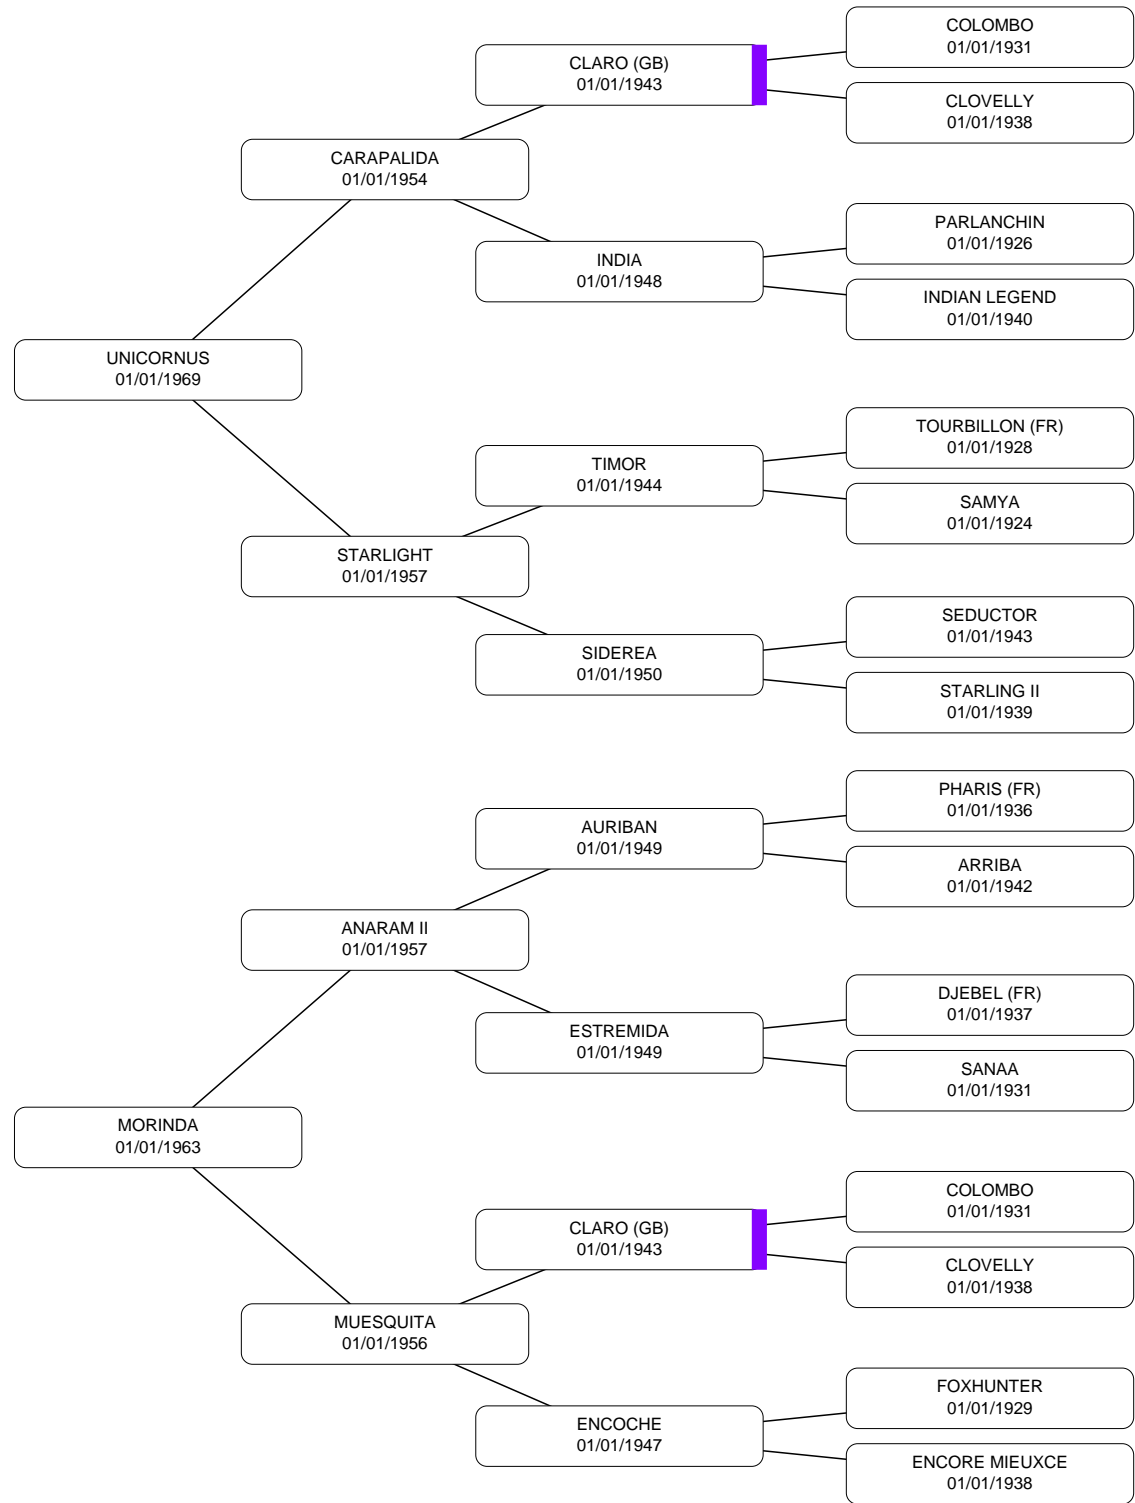 COLOMBO
01/01/1931
CLARO (GB)
01/01/1943
CLOVELLY
01/01/1938
CARAPALIDA
01/01/1954
PARLANCHIN
01/01/1926
INDIA
01/01/1948
INDIAN LEGEND
01/01/1940
UNICORNUS
01/01/1969
TOURBILLON (FR)
01/01/1928
TIMOR
01/01/1944
SAMYA
01/01/1924
STARLIGHT
01/01/1957
SEDUCTOR
01/01/1943
SIDEREA
01/01/1950
STARLING II
01/01/1939
PHARIS (FR)
01/01/1936
AURIBAN
01/01/1949
ARRIBA
01/01/1942
ANARAM II
01/01/1957
DJEBEL (FR)
01/01/1937
ESTREMIDA
01/01/1949
SANAA
01/01/1931
MORINDA
01/01/1963
COLOMBO
01/01/1931
CLARO (GB)
01/01/1943
CLOVELLY
01/01/1938
MUESQUITA
01/01/1956
FOXHUNTER
01/01/1929
ENCOCHE
01/01/1947
ENCORE MIEUXCE
01/01/1938